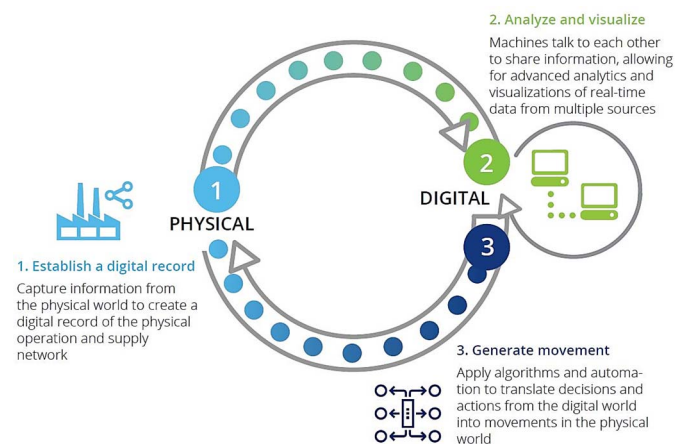 2. Analyze and visualize
Machines talk to each other
to share information, allowing
for advanced analytics and
visualizations of real-time
data from multiple sources
1
2
PHYSICAL
DIGITAL
3
1. Establish a digital record
Capture information from
the physical world to create a
digital record of the physical
operation and supply
network
3. Generate movement
Apply algorithms and automa-
tion to translate decisions and
actions from the digital world
into movements in the physical
world